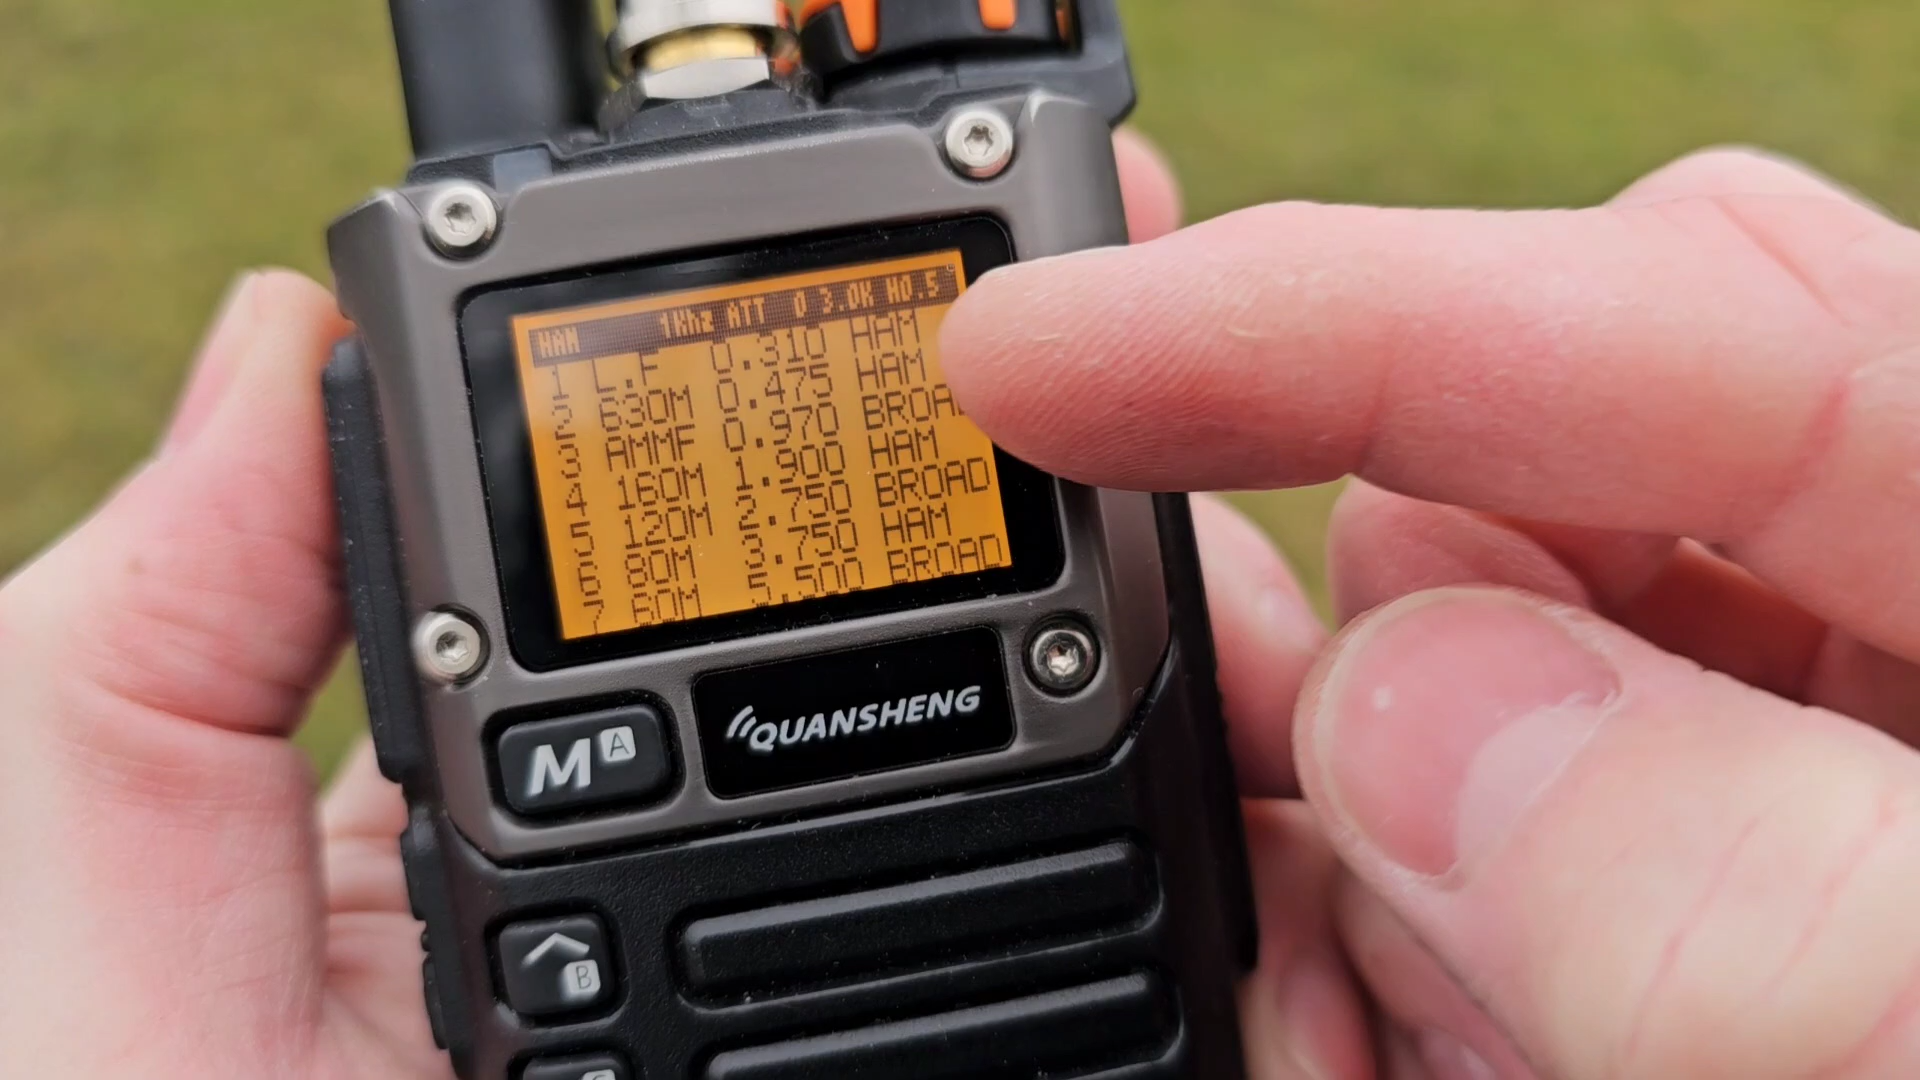 HAM 1Khz ATT 0 3.0K H0.5
1 L.F 0.310 HAM
2 630M 0.475 HAM
3 AMMF 0.970 BROAD
4 160M 1.900 HAM
5 120M 2.750 BROAD
6 80M 3.750 HAM
7 60M 5.500 BROAD
QUANSHENG
M A
B